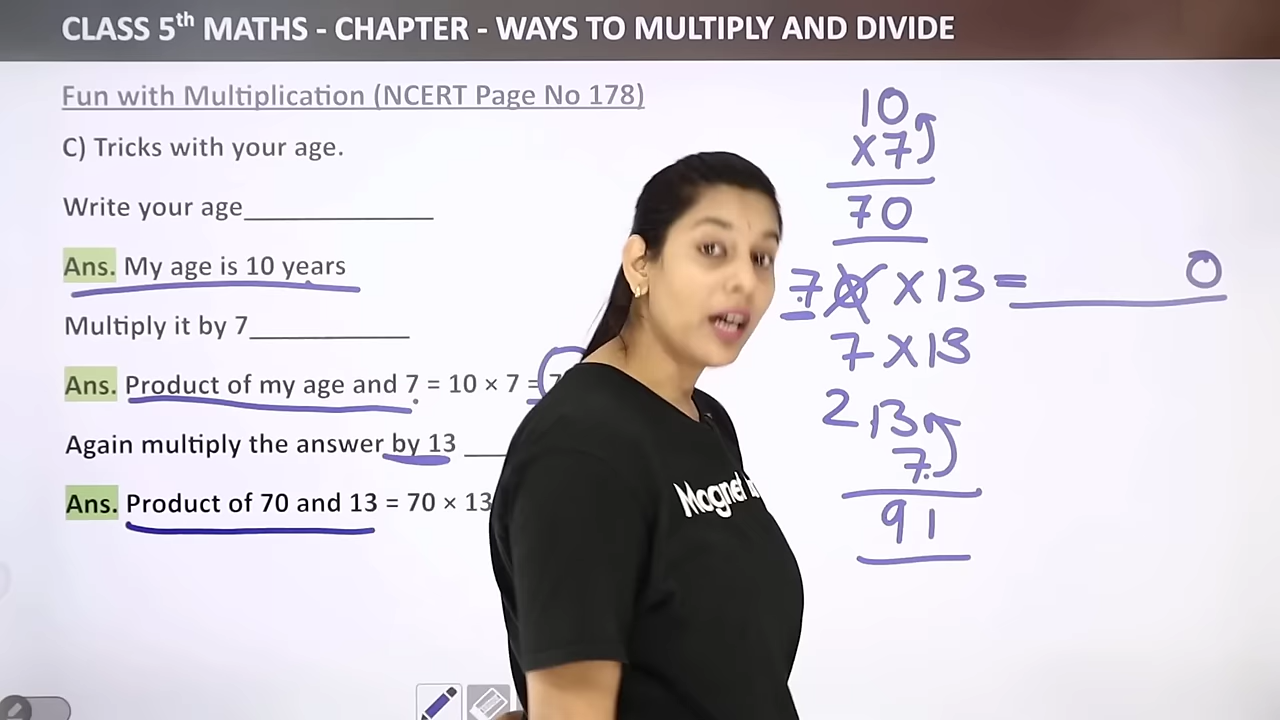 CLASS 5th MATHS - CHAPTER - WAYS TO MULTIPLY AND DIVIDE
Fun with Multiplication (NCERT Page No 178)
C) Tricks with your age.
Write your age______________
Ans. My age is 10 years
Multiply it by 7____________
Ans. Product of my age and 7 = 10 × 7 =
Again multiply the answer by 13 ____
Ans. Product of 70 and 13 = 70 × 13
10
×7
70
70 × 13 = 0
7 × 13
2 13
7
91